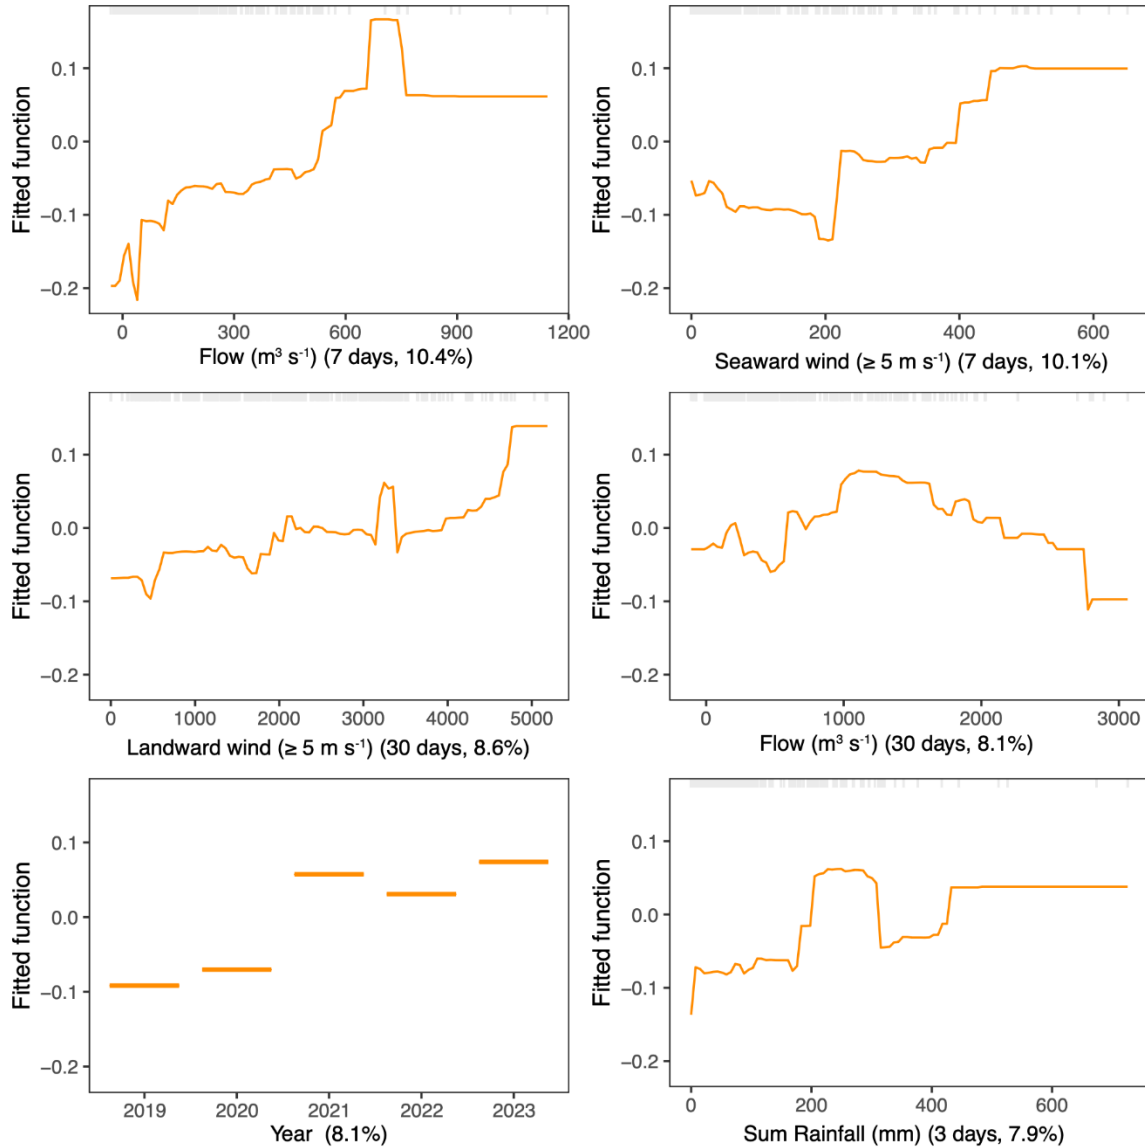 Fitted function
0.1
0.0
−0.1
−0.2
0 300 600 900 1200
Flow (m³ s⁻¹) (7 days, 10.4%)
Fitted function
0.1
0.0
−0.1
−0.2
0 200 400 600
Seaward wind (≥ 5 m s⁻¹) (7 days, 10.1%)
Fitted function
0.1
0.0
−0.1
−0.2
0 1000 2000 3000 4000 5000
Landward wind (≥ 5 m s⁻¹) (30 days, 8.6%)
Fitted function
0.1
0.0
−0.1
−0.2
0 1000 2000 3000
Flow (m³ s⁻¹) (30 days, 8.1%)
Fitted function
0.1
0.0
−0.1
−0.2
2019 2020 2021 2022 2023
Year (8.1%)
Fitted function
0.1
0.0
−0.1
−0.2
0 200 400 600
Sum Rainfall (mm) (3 days, 7.9%)